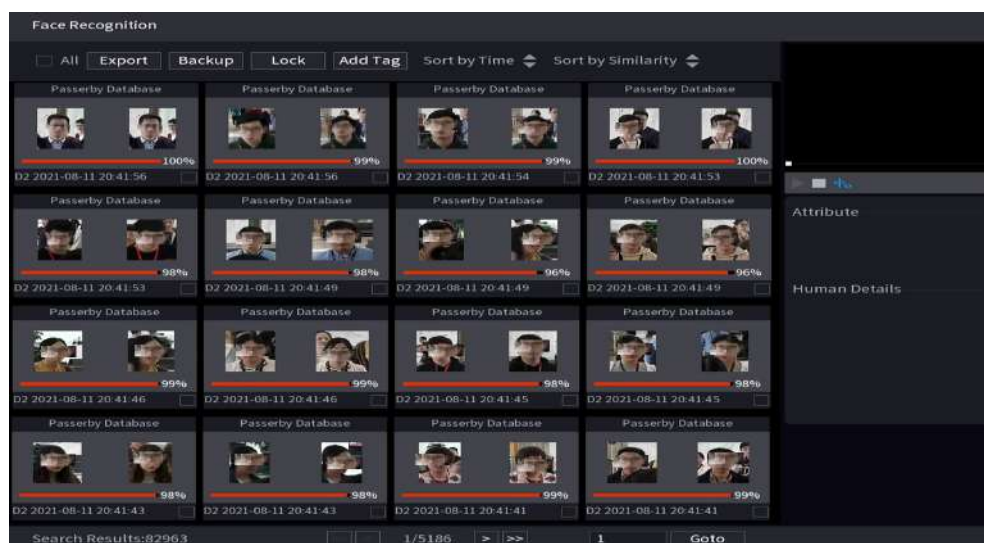 Face Recognition
All Export Backup Lock Add Tag Sort by Time Sort by Similarity
Passerby Database Passerby Database Passerby Database Passerby Database
100% 99% 99% 100%
D2 2021-08-11 20:41:56 D2 2021-08-11 20:41:56 D2 2021-08-11 20:41:54 D2 2021-08-11 20:41:53
Passerby Database Passerby Database Passerby Database Passerby Database
Attribute
98% 98% 96% 96%
D2 2021-08-11 20:41:53 D2 2021-08-11 20:41:49 D2 2021-08-11 20:41:49 D2 2021-08-11 20:41:49
Human Details
Passerby Database Passerby Database Passerby Database Passerby Database
99% 99% 98% 98%
D2 2021-08-11 20:41:46 D2 2021-08-11 20:41:46 D2 2021-08-11 20:41:45 D2 2021-08-11 20:41:45
Passerby Database Passerby Database Passerby Database Passerby Database
98% 98% 99% 99%
D2 2021-08-11 20:41:43 D2 2021-08-11 20:41:43 D2 2021-08-11 20:41:41 D2 2021-08-11 20:41:41
Search Results:82963 1/5186 > >> 1 Goto